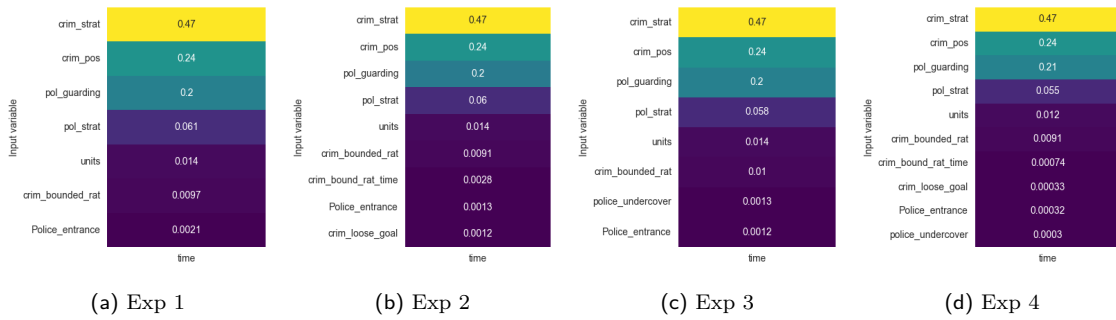 Input variable
crim_strat 0.47
crim_pos 0.24
pol_guarding 0.2
pol_strat 0.061
units 0.014
crim_bounded_rat 0.0097
Police_entrance 0.0021
time
(a) Exp 1
Input variable
crim_strat 0.47
crim_pos 0.24
pol_guarding 0.2
pol_strat 0.06
units 0.014
crim_bounded_rat 0.0091
crim_bound_rat_time 0.0028
Police_entrance 0.0013
crim_loose_goal 0.0012
time
(b) Exp 2
Input variable
crim_strat 0.47
crim_pos 0.24
pol_guarding 0.2
pol_strat 0.058
units 0.014
crim_bounded_rat 0.01
police_undercover 0.0013
Police_entrance 0.0012
time
(c) Exp 3
Input variable
crim_strat 0.47
crim_pos 0.24
pol_guarding 0.21
pol_strat 0.055
units 0.012
crim_bounded_rat 0.0091
crim_bound_rat_time 0.00074
crim_loose_goal 0.00033
Police_entrance 0.00032
police_undercover 0.0003
time
(d) Exp 4